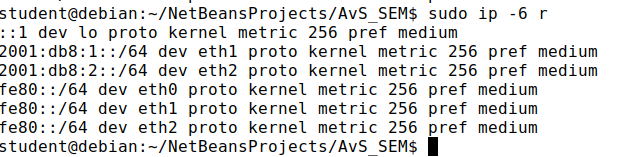 student@debian:~/NetBeansProjects/AvS_SEM$ sudo ip -6 r
::1 dev lo proto kernel metric 256 pref medium
2001:db8:1::/64 dev eth1 proto kernel metric 256 pref medium
2001:db8:2::/64 dev eth2 proto kernel metric 256 pref medium
fe80::/64 dev eth0 proto kernel metric 256 pref medium
fe80::/64 dev eth1 proto kernel metric 256 pref medium
fe80::/64 dev eth2 proto kernel metric 256 pref medium
student@debian:~/NetBeansProjects/AvS_SEM$